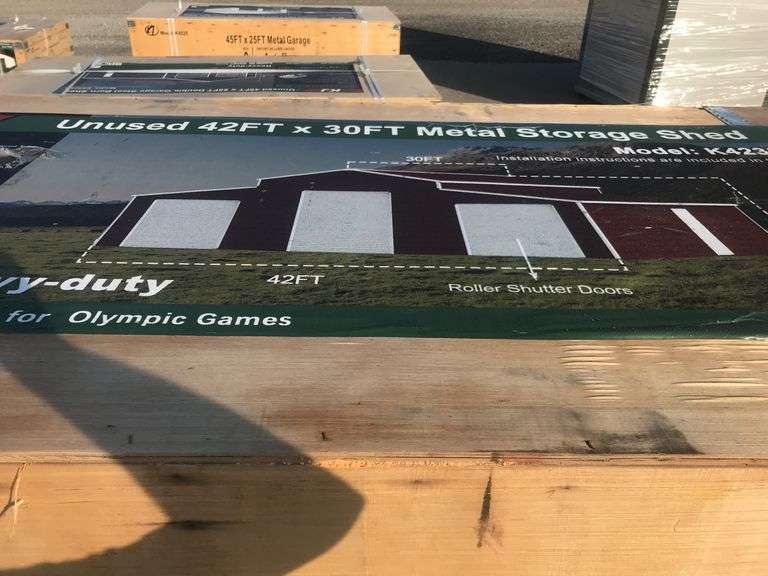 45FT x 25FT Metal Garage
Unused 42FT x 30FT Metal Storage Shed
Model: K423
30FT
Installation instructions are included in
42FT
vy-duty
Roller Shutter Doors
for Olympic Games